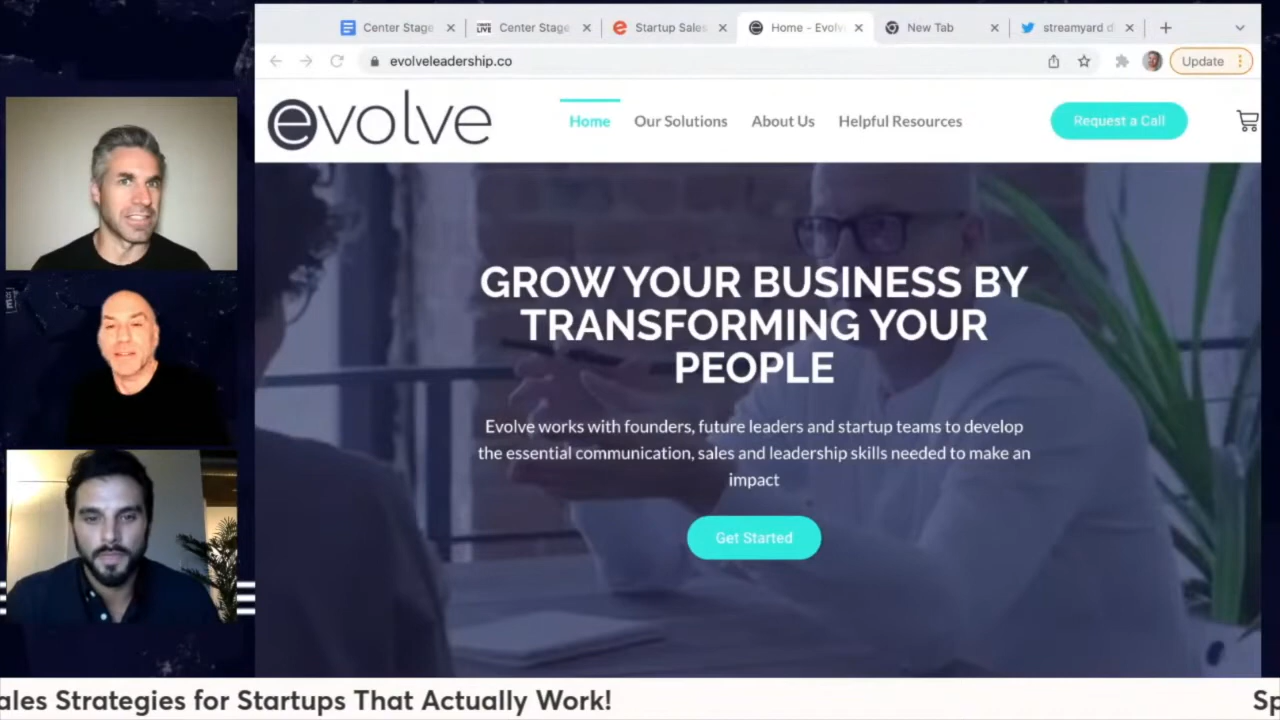 Center Stage
Center Stage
Startup Sales
Home - Evolv
New Tab
streamyard d
evolveleadership.co
Update
evolve
Home
Our Solutions
About Us
Helpful Resources
Request a Call
GROW YOUR BUSINESS BY
TRANSFORMING YOUR
PEOPLE
Evolve works with founders, future leaders and startup teams to develop
the essential communication, sales and leadership skills needed to make an
impact
Get Started
ales Strategies for Startups That Actually Work!
Sp